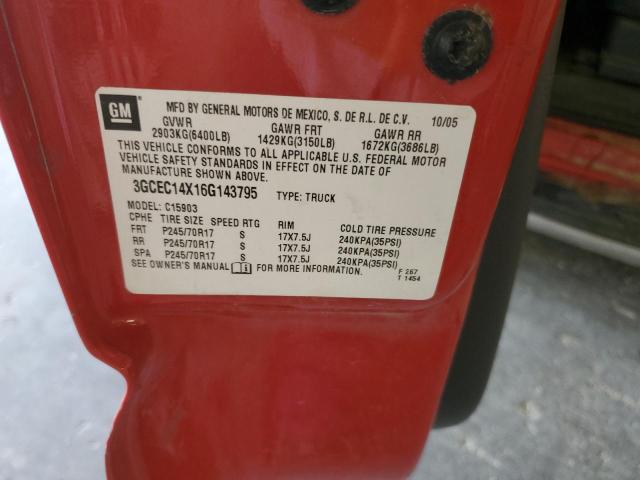 GM
MFD BY GENERAL MOTORS DE MEXICO, S. DE R.L. DE C.V. 10/05
GVWR GAWR FRT GAWR RR
2903KG(6400LB) 1429KG(3150LB) 1672KG(3686LB)
THIS VEHICLE CONFORMS TO ALL APPLICABLE U.S. FEDERAL MOTOR
VEHICLE SAFETY STANDARDS IN EFFECT ON THE DATE OF
MANUFACTURE SHOWN ABOVE.
3GCEC14X16G143795 TYPE: TRUCK
MODEL: C15903
CPHE TIRE SIZE SPEED RTG RIM COLD TIRE PRESSURE
FRT P245/70R17 S 17X7.5J 240KPA(35PSI)
RR P245/70R17 S 17X7.5J 240KPA(35PSI)
SPA P245/70R17 S 17X7.5J 240KPA(35PSI)
SEE OWNER'S MANUAL i FOR MORE INFORMATION.
F 267
T 1454